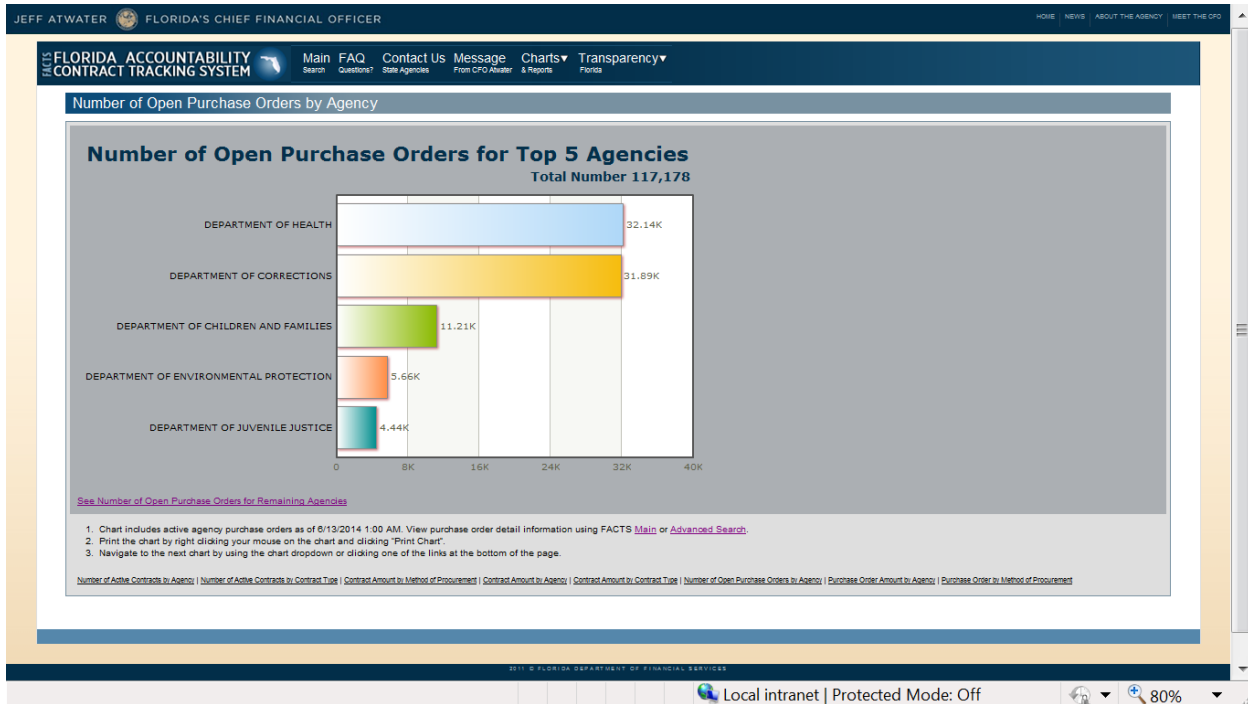 JEFF ATWATER FLORIDA'S CHIEF FINANCIAL OFFICER
HOME | NEWS | ABOUT THE AGENCY | MEET THE CFO
FACTS
FLORIDA ACCOUNTABILITY
CONTRACT TRACKING SYSTEM
Main FAQ Contact Us Message Charts▾ Transparency▾
Search Questions? State Agencies From CFO Atwater & Reports Florida
Number of Open Purchase Orders by Agency
Number of Open Purchase Orders for Top 5 Agencies
Total Number 117,178
DEPARTMENT OF HEALTH 32.14K
DEPARTMENT OF CORRECTIONS 31.89K
DEPARTMENT OF CHILDREN AND FAMILIES 11.21K
DEPARTMENT OF ENVIRONMENTAL PROTECTION 5.66K
DEPARTMENT OF JUVENILE JUSTICE 4.44K
0 8K 16K 24K 32K 40K
See Number of Open Purchase Orders for Remaining Agencies
1. Chart includes active agency purchase orders as of 6/13/2014 1:00 AM. View purchase order detail information using FACTS Main or Advanced Search.
2. Print the chart by right clicking your mouse on the chart and clicking "Print Chart".
3. Navigate to the next chart by using the chart dropdown or clicking one of the links at the bottom of the page.
Number of Active Contracts by Agency | Number of Active Contracts by Contract Type | Contract Amount by Method of Procurement | Contract Amount by Agency | Contract Amount by Contract Type | Number of Open Purchase Orders by Agency | Purchase Order Amount by Agency | Purchase Order by Method of Procurement
2011 © FLORIDA DEPARTMENT OF FINANCIAL SERVICES
Local intranet | Protected Mode: Off
80%